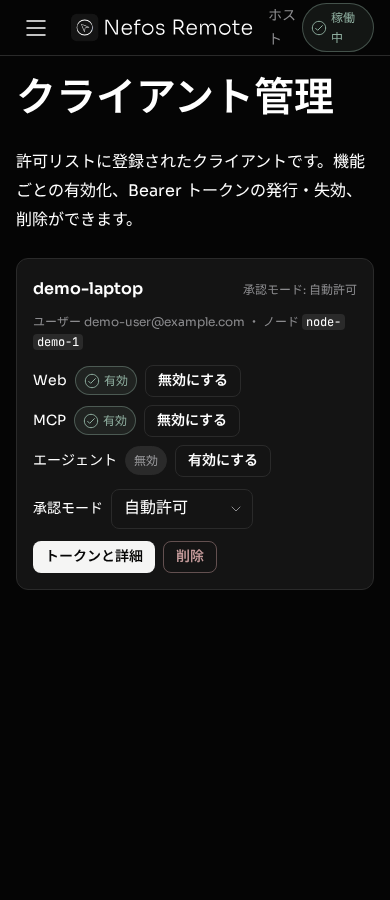 Nefos Remote
ホス
ト
稼働
中
クライアント管理
許可リストに登録されたクライアントです。機能
ごとの有効化、Bearer トークンの発行・失効、
削除ができます。
demo-laptop
承認モード: 自動許可
ユーザー demo-user@example.com ・ ノード node-
demo-1
Web 有効 無効にする
MCP 有効 無効にする
エージェント 無効 有効にする
承認モード 自動許可
トークンと詳細 削除